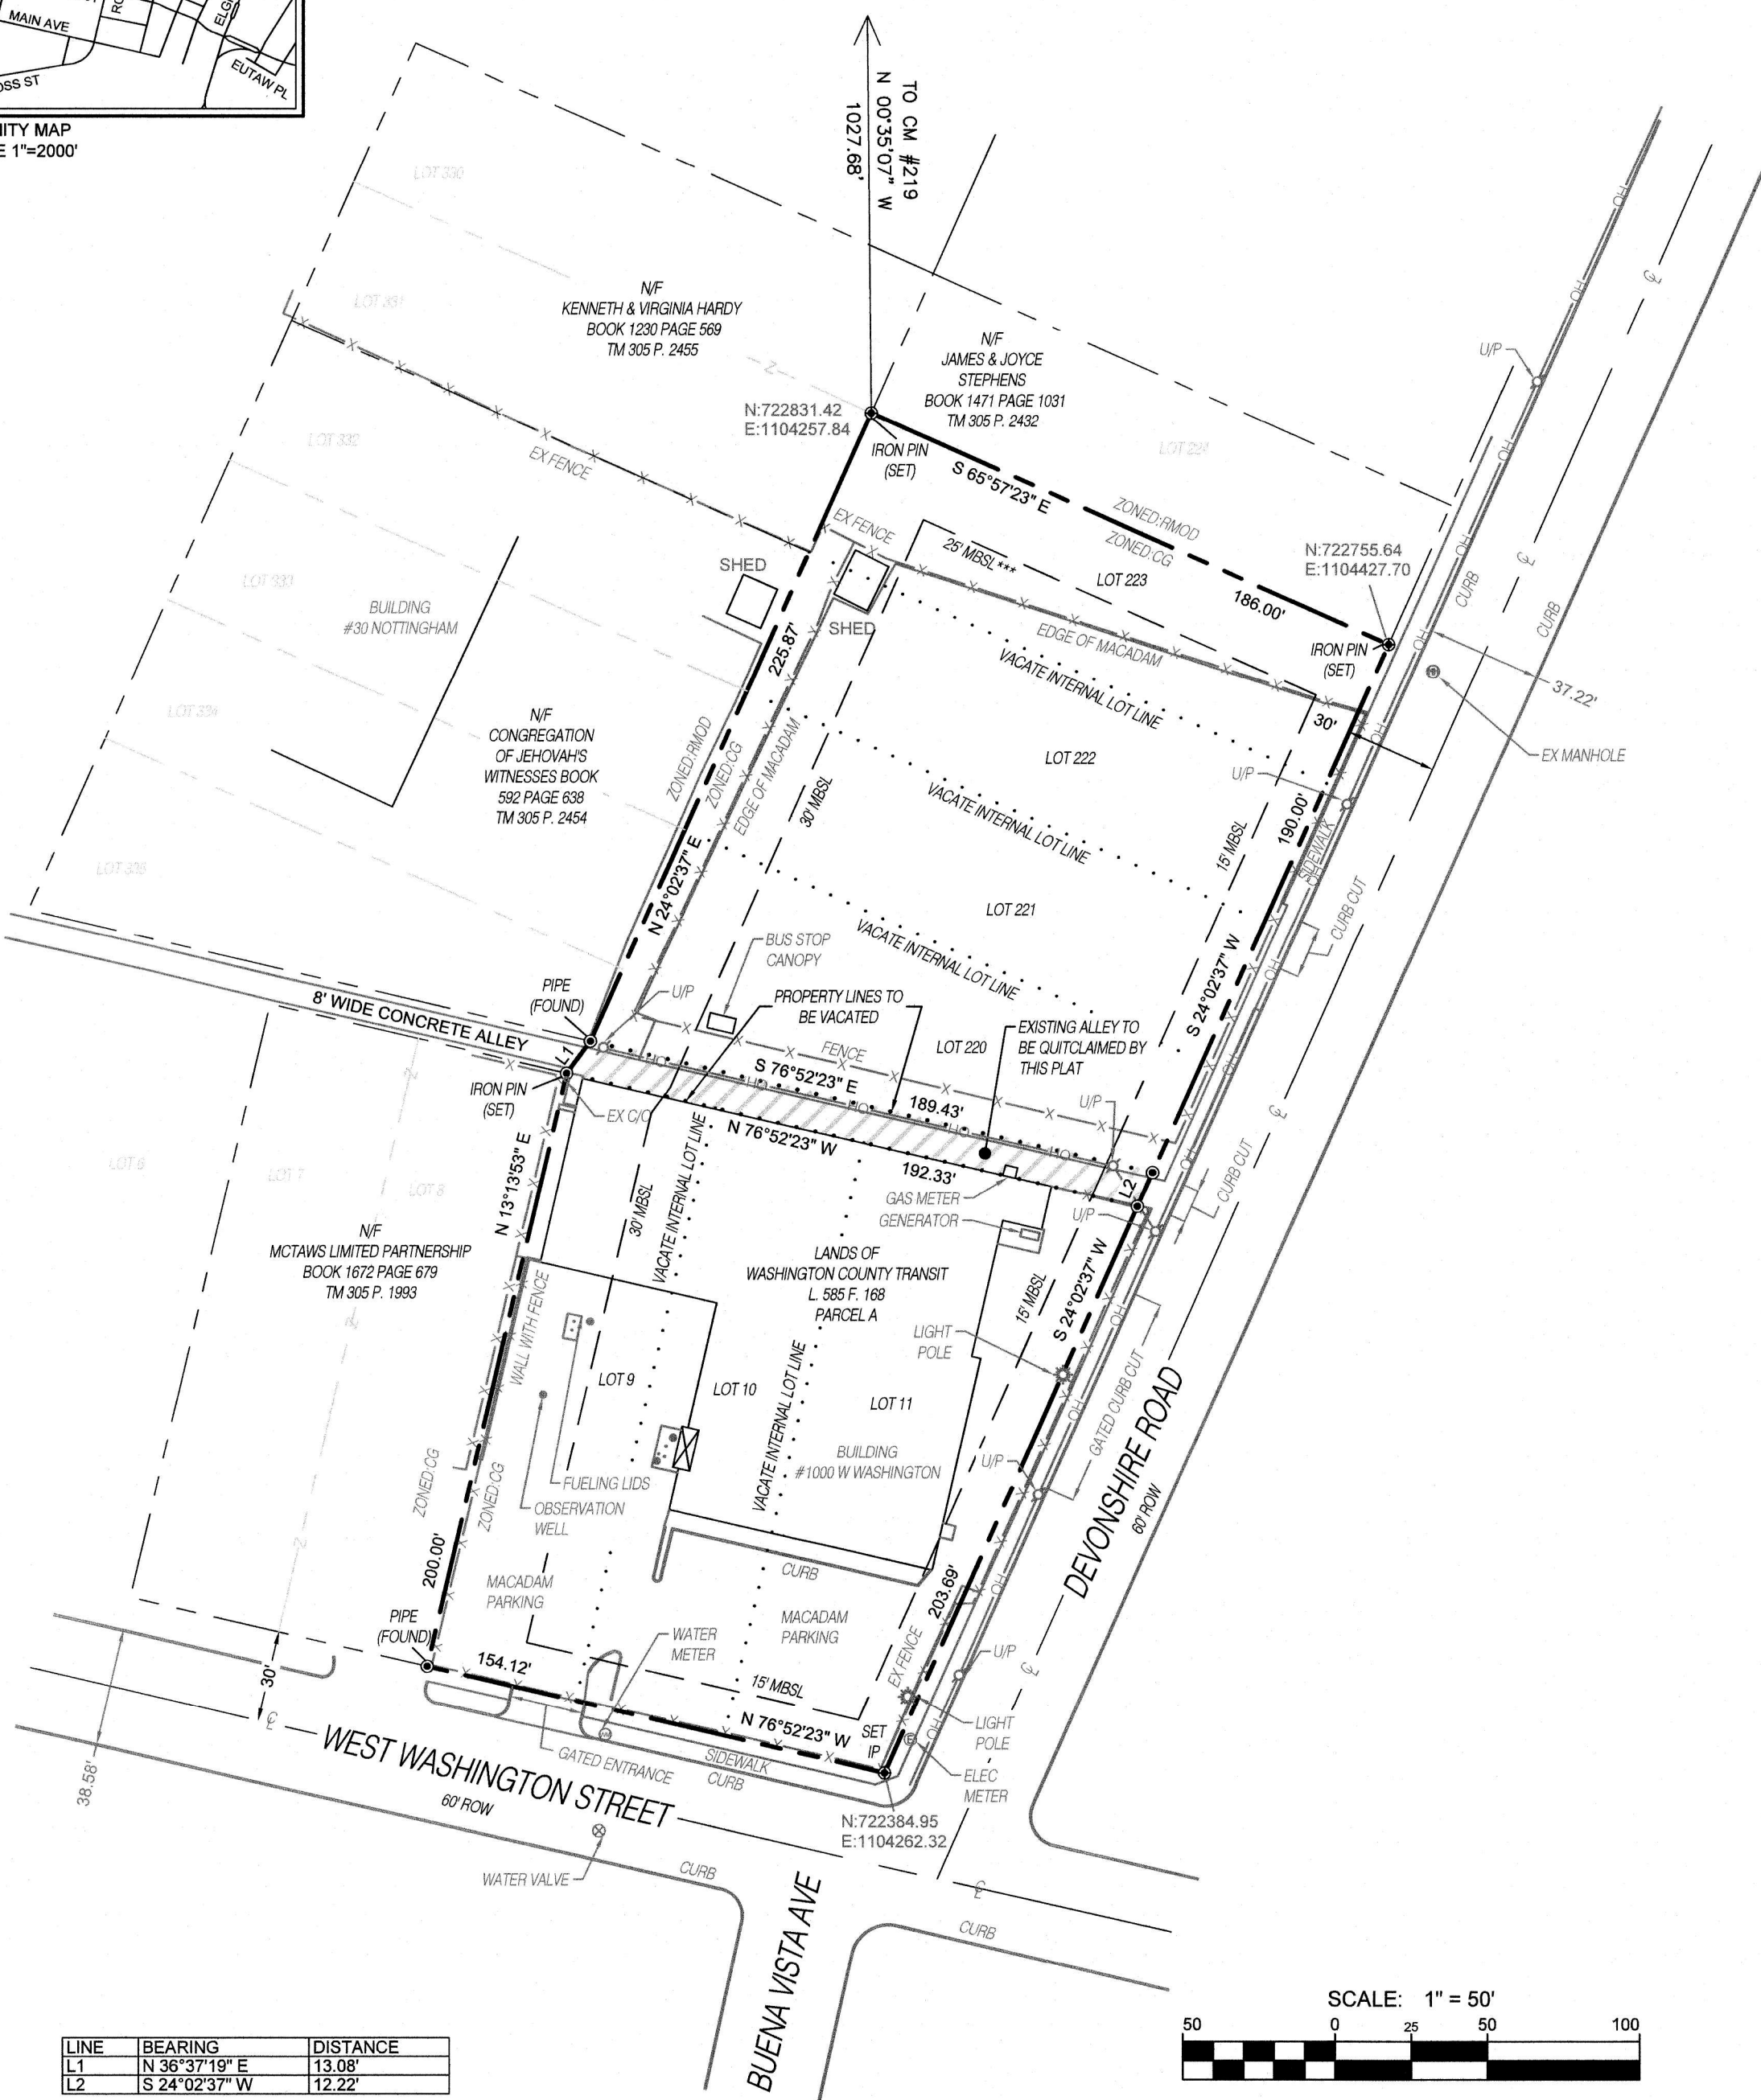 MAIN AVE
EUTAW PL
OSS ST
ITY MAP
E 1"=2000'
TO CM #219
N 00°35'07" W
1027.68'
LOT 330
LOT 331
LOT 332
LOT 333
LOT 334
LOT 335
N/F
KENNETH & VIRGINIA HARDY
BOOK 1230 PAGE 569
TM 305 P. 2455
N/F
JAMES & JOYCE
STEPHENS
BOOK 1471 PAGE 1031
TM 305 P. 2432
U/P
N:722831.42
E:1104257.84
IRON PIN
(SET)
S 65°57'23" E
186.00'
ZONED:RMOD
ZONED:CG
EX FENCE
EX FENCE
25' MBSL***
LOT 223
N:722755.64
E:1104427.70
IRON PIN
(SET)
SHED
SHED
BUILDING
#30 NOTTINGHAM
225.87'
EDGE OF MACADAM
VACATE INTERNAL LOT LINE
CURB
CURB
37.22'
30'
EX MANHOLE
N/F
CONGREGATION
OF JEHOVAH'S
WITNESSES BOOK
592 PAGE 638
TM 305 P. 2454
ZONED:RMOD
ZONED:CG
EDGE OF MACADAM
30' MBSL
LOT 222
U/P
VACATE INTERNAL LOT LINE
190.00'
SIDEWALK
15' MBSL
N 24°02'37" E
LOT 221
VACATE INTERNAL LOT LINE
CURB CUT
S 24°02'37" W
BUS STOP
CANOPY
U/P
PIPE
(FOUND)
8' WIDE CONCRETE ALLEY
PROPERTY LINES TO
BE VACATED
EXISTING ALLEY TO
BE QUITCLAIMED BY
THIS PLAT
LOT 220
FENCE
L1
S 76°52'23" E
189.43'
U/P
IRON PIN
(SET)
EX C/O
N 76°52'23" W
192.33'
L2
CURB CUT
GAS METER
GENERATOR
U/P
LOT 6
LOT 7
LOT 8
N 13°13'53" E
30' MBSL
VACATE INTERNAL LOT LINE
N/F
MCTAWS LIMITED PARTNERSHIP
BOOK 1672 PAGE 679
TM 305 P. 1993
LANDS OF
WASHINGTON COUNTY TRANSIT
L. 585 F. 168
PARCEL A
15' MBSL
S 24°02'37" W
LIGHT
POLE
WALL WITH FENCE
LOT 9
LOT 10
LOT 11
VACATE INTERNAL LOT LINE
GATED CURB CUT
DEVONSHIRE ROAD
60' ROW
BUILDING
#1000 W WASHINGTON
U/P
FUELING LIDS
OBSERVATION
WELL
ZONED:CG
ZONED:CG
200.00'
CURB
203.69'
MACADAM
PARKING
MACADAM
PARKING
PIPE
(FOUND)
WATER
METER
EX FENCE
U/P
154.12'
15' MBSL
N 76°52'23" W
SET
IP
LIGHT
POLE
30'
38.58'
GATED ENTRANCE
SIDEWALK
CURB
ELEC
METER
WEST WASHINGTON STREET
60' ROW
N:722384.95
E:1104262.32
WATER VALVE
CURB
CURB
BUENA VISTA AVE
SCALE: 1" = 50'
50 0 25 50 100
LINE BEARING DISTANCE
L1 N 36°37'19" E 13.08'
L2 S 24°02'37" W 12.22'